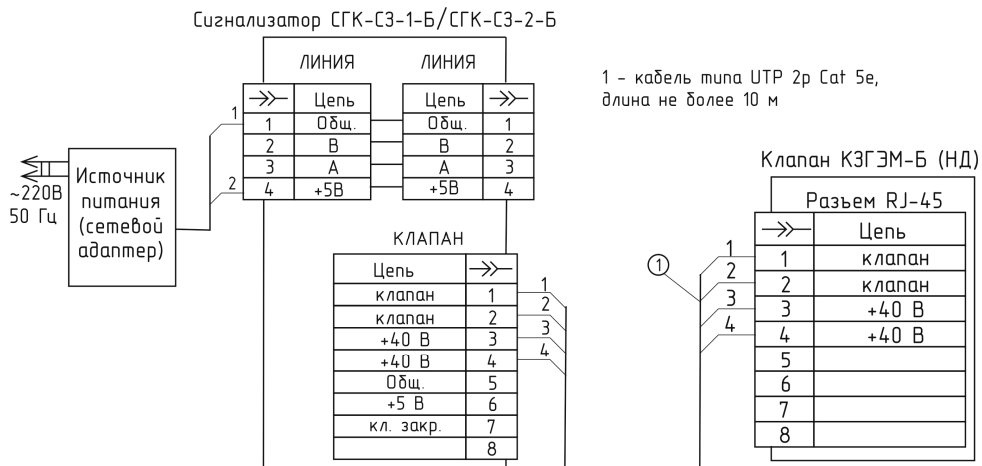 Сигнализатор СГК-СЗ-1-Б/СГК-СЗ-2-Б
ЛИНИЯ ЛИНИЯ
Цепь Цепь
1 Общ. Общ. 1
2 В В 2
3 А А 3
4 +5В +5В 4
1
2
~220В
50 Гц
Источник
питания
(сетевой
адаптер)
КЛАПАН
Цепь
клапан 1 1
клапан 2 2
+40 В 3 3
+40 В 4 4
Общ. 5
+5 В 6
кл. закр. 7
8
1 – кабель типа UTP 2p Cat 5e,
длина не более 10 м
1
Клапан КЗГЭМ-Б (НД)
Разъем RJ-45
Цепь
1 1 клапан
2 2 клапан
3 3 +40 В
4 4 +40 В
5
6
7
8